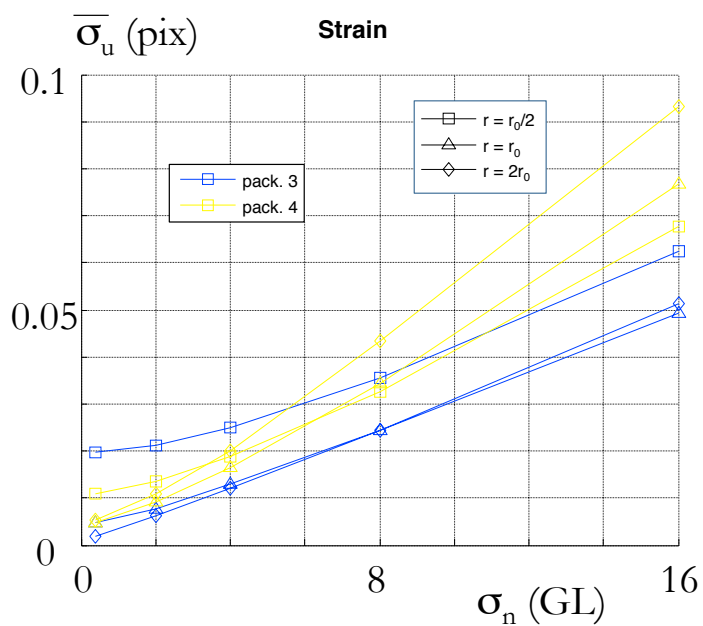 σ̅u̅ (pix)
Strain
0.1
r = r₀/2
r = r₀
r = 2r₀
pack. 3
pack. 4
0.05
0
0 8 16
σₙ (GL)